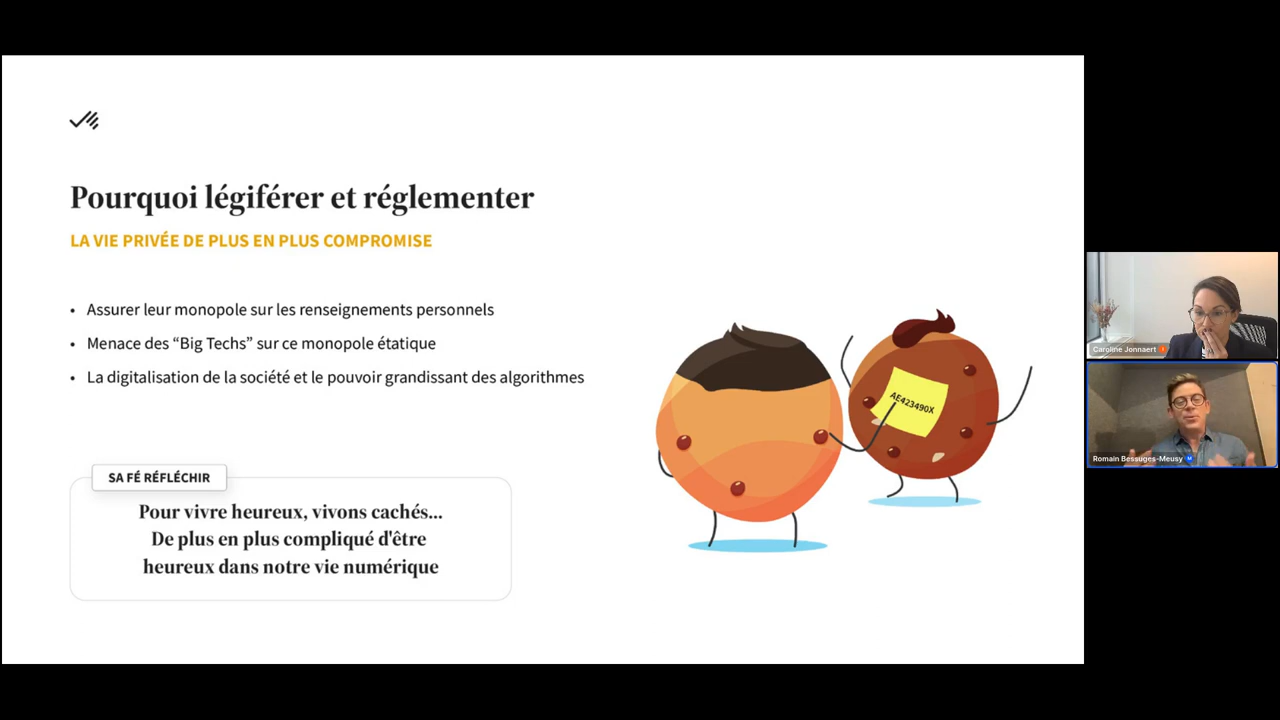 Pourquoi légiférer et réglementer
LA VIE PRIVÉE DE PLUS EN PLUS COMPROMISE
• Assurer leur monopole sur les renseignements personnels
• Menace des “Big Techs” sur ce monopole étatique
• La digitalisation de la société et le pouvoir grandissant des algorithmes
AE423490X
SA FÉ RÉFLÉCHIR
Pour vivre heureux, vivons cachés...
De plus en plus compliqué d'être
heureux dans notre vie numérique
Caroline Jonnaert
Romain Bessuges-Meusy